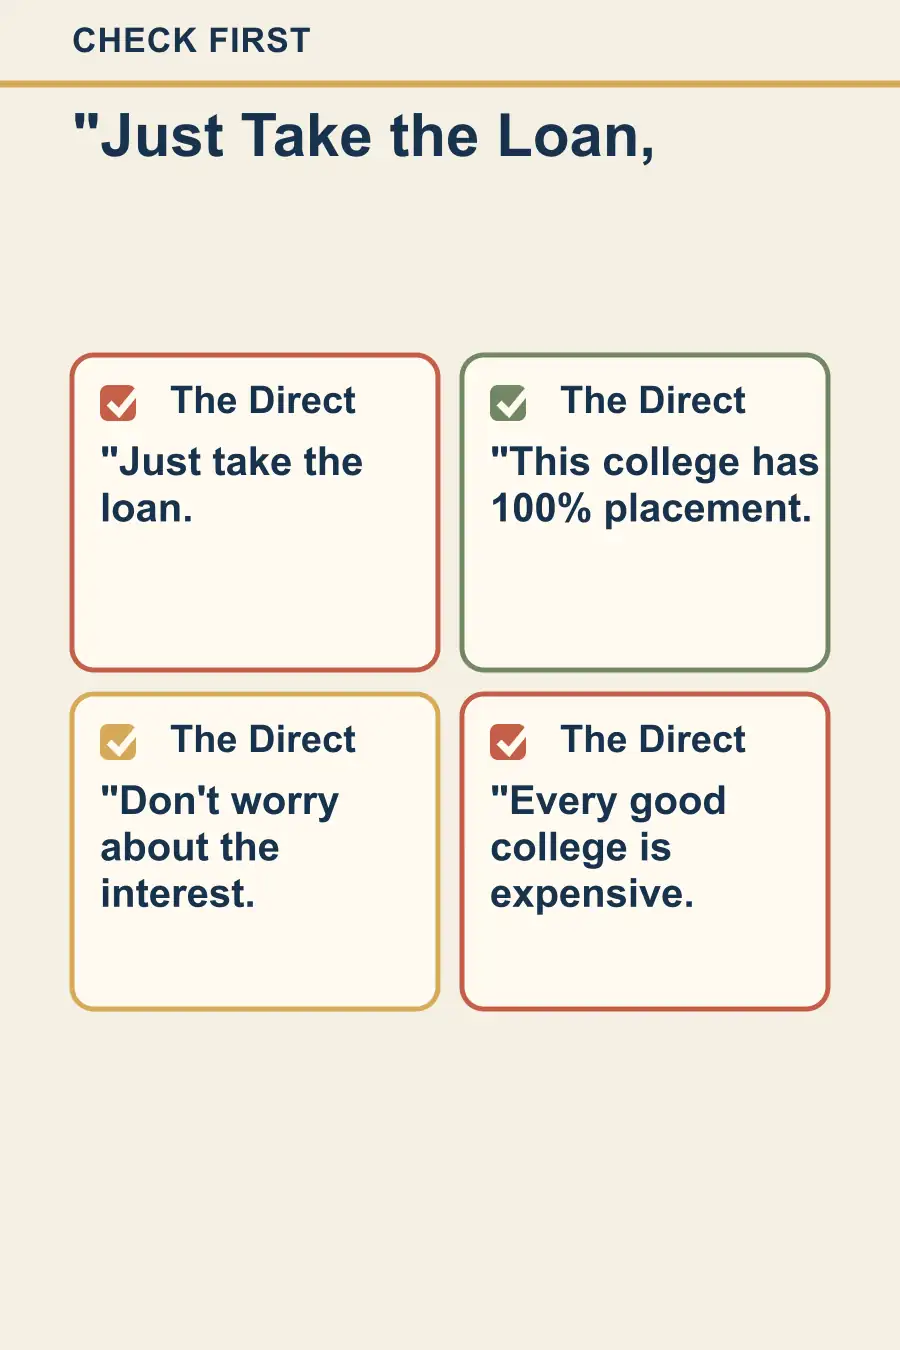 CHECK FIRST
"Just Take the Loan,
The Direct
"Just take the
loan.
The Direct
"This college has
100% placement.
The Direct
"Don't worry
about the
interest.
The Direct
"Every good
college is
expensive.